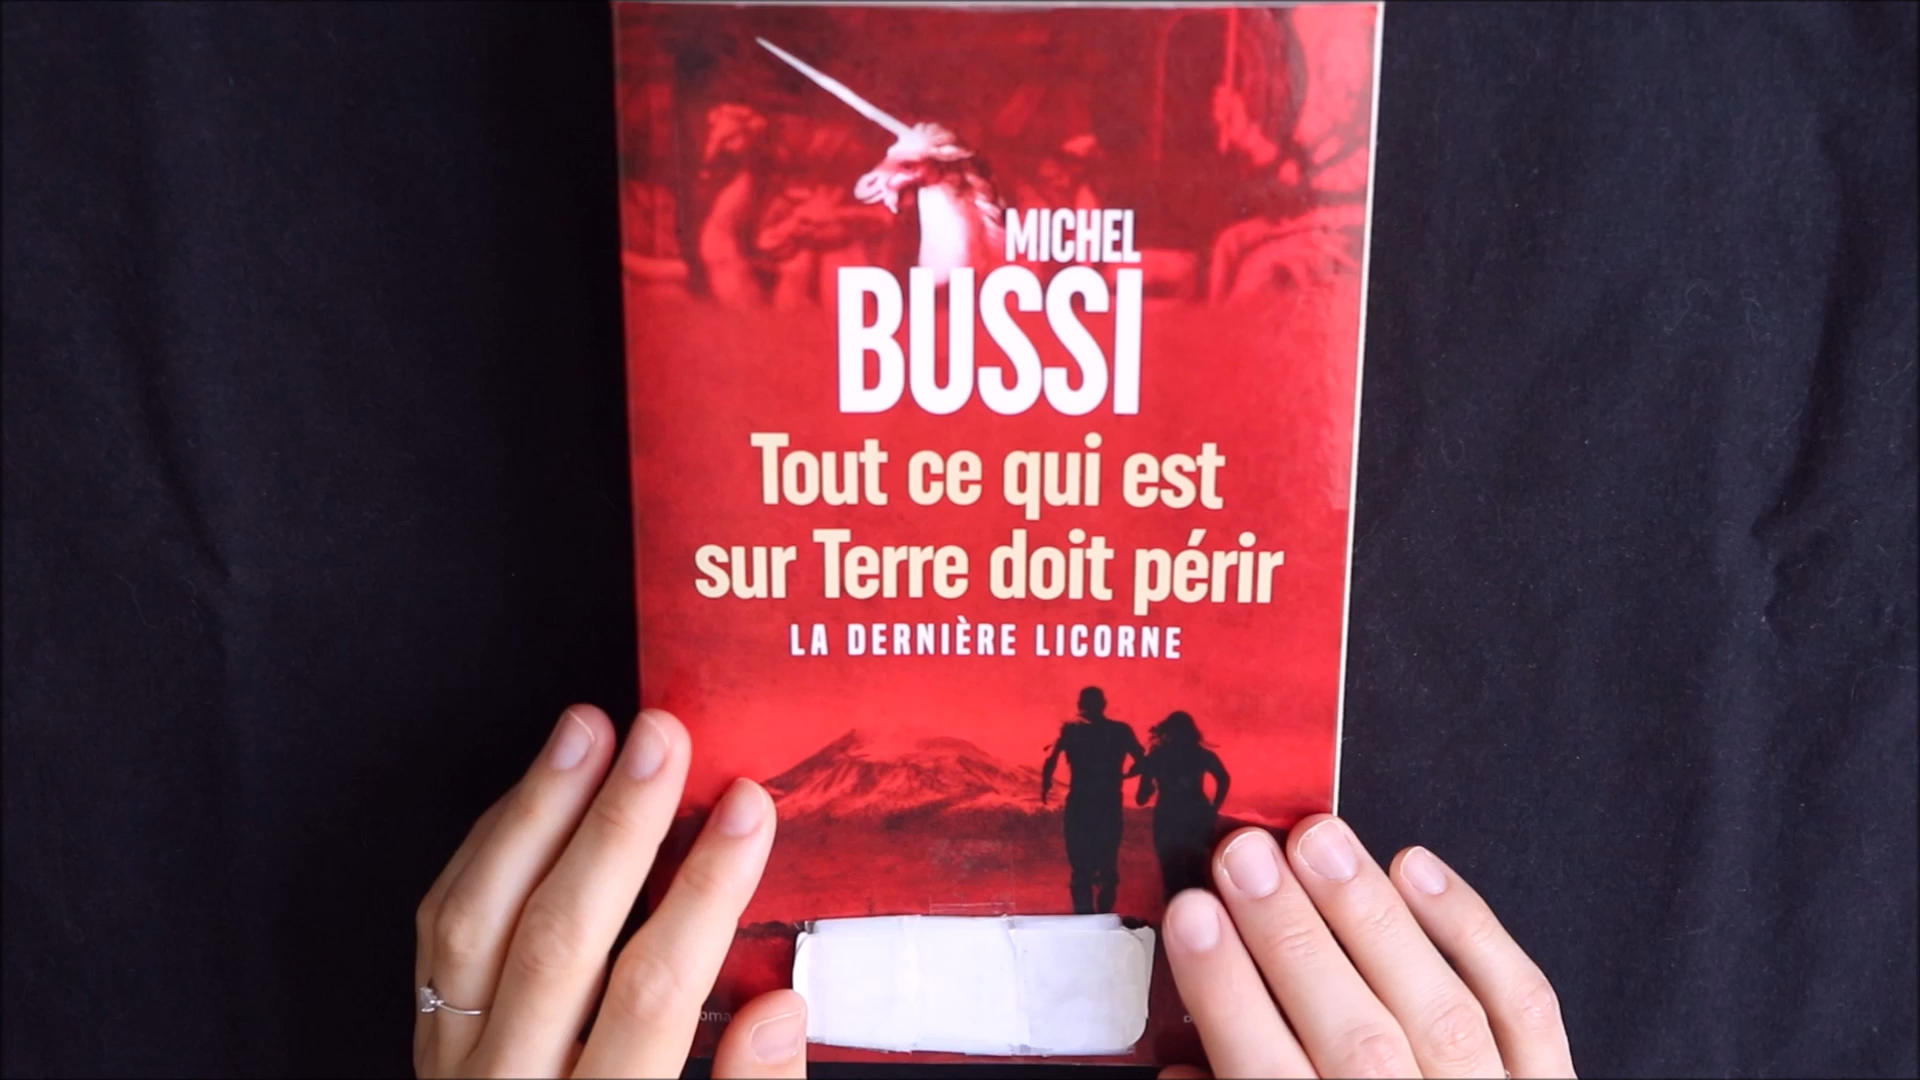 MICHEL
BUSSI
Tout ce qui est
sur Terre doit périr
LA DERNIÈRE LICORNE